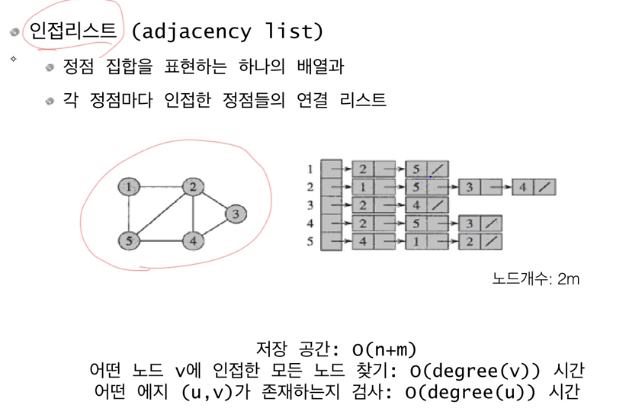 인접리스트 (adjacency list)
정점 집합을 표현하는 하나의 배열과
각 정점마다 인접한 정점들의 연결 리스트
1 2
3
5 4
1 2 5
2 1 5 3 4
3 2 4
4 2 5 3
5 4 1 2
노드개수: 2m
저장 공간: O(n+m)
어떤 노드 v에 인접한 모든 노드 찾기: O(degree(v)) 시간
어떤 에지 (u,v)가 존재하는지 검사: O(degree(u)) 시간